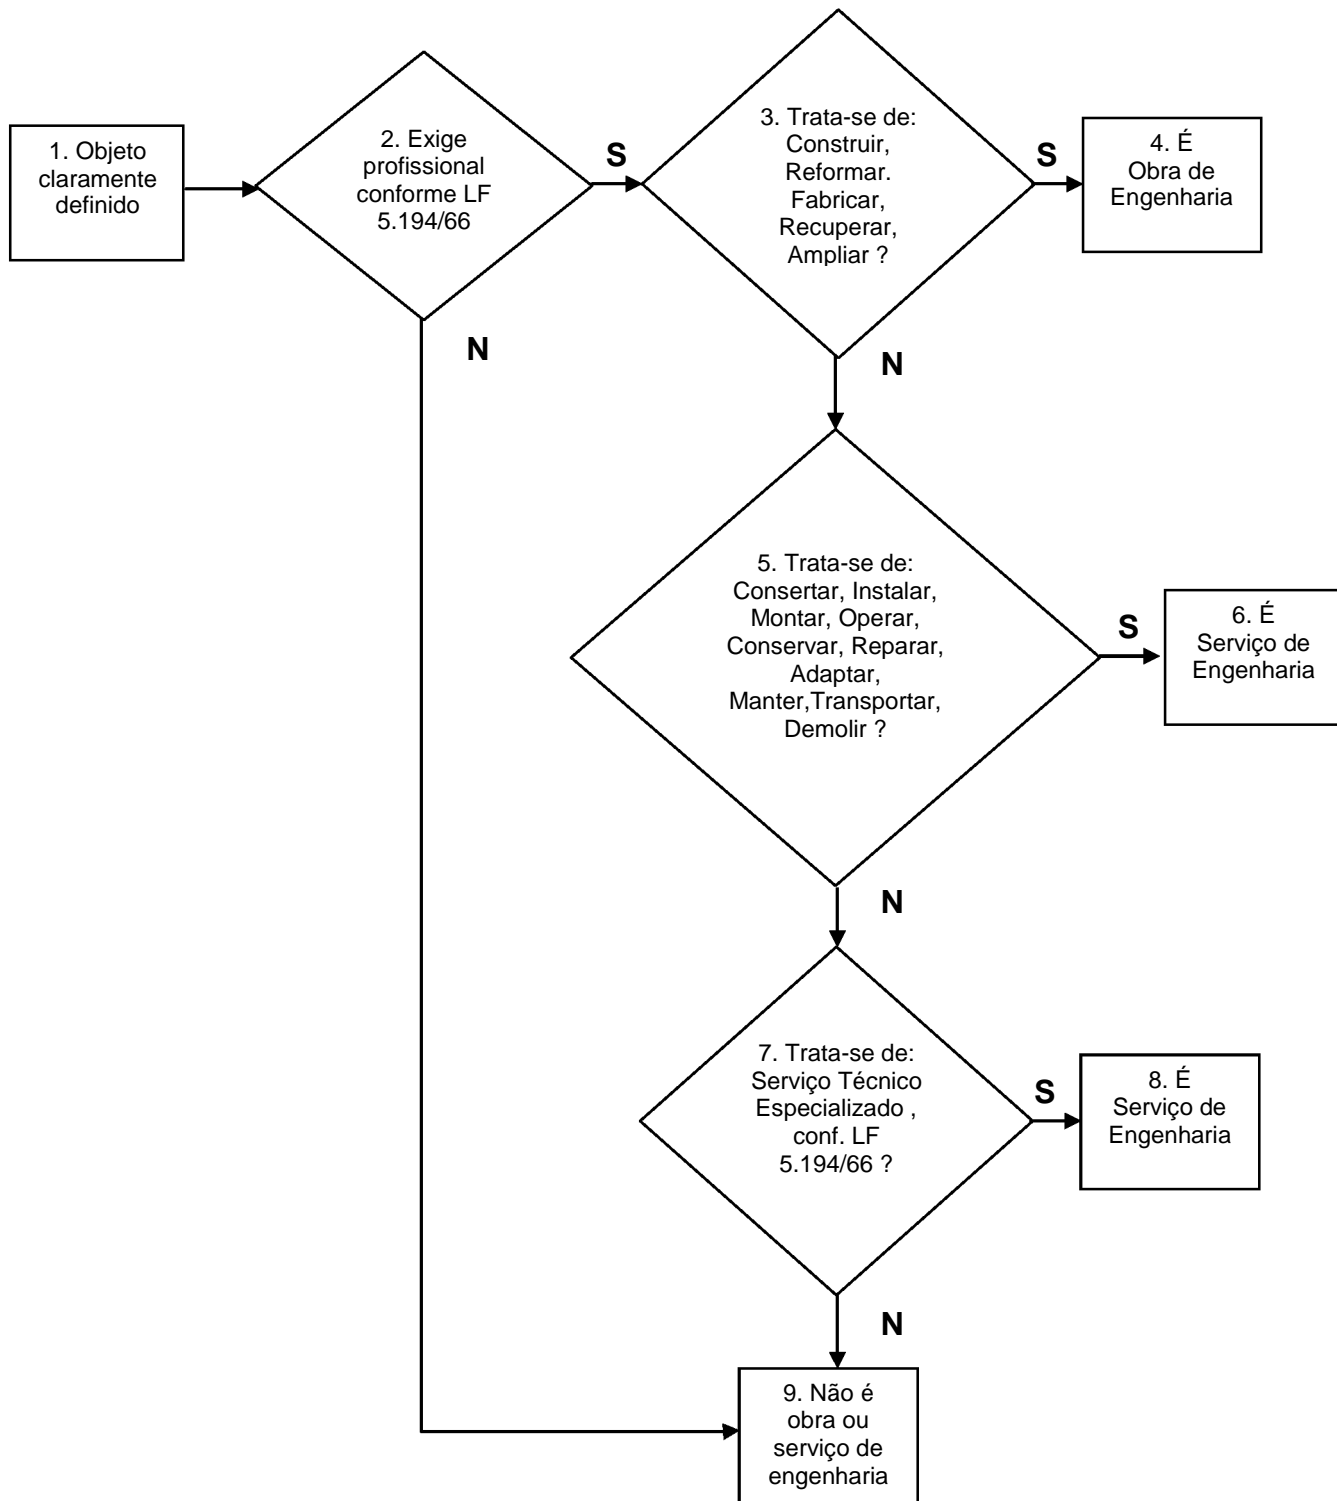 1. Objeto
claramente
definido
2. Exige
profissional
conforme LF
5.194/66
S
N
3. Trata-se de:
Construir,
Reformar.
Fabricar,
Recuperar,
Ampliar ?
S
N
4. É
Obra de
Engenharia
5. Trata-se de:
Consertar, Instalar,
Montar, Operar,
Conservar, Reparar,
Adaptar,
Manter,Transportar,
Demolir ?
S
N
6. É
Serviço de
Engenharia
7. Trata-se de:
Serviço Técnico
Especializado ,
conf. LF
5.194/66 ?
S
N
8. É
Serviço de
Engenharia
9. Não é
obra ou
serviço de
engenharia